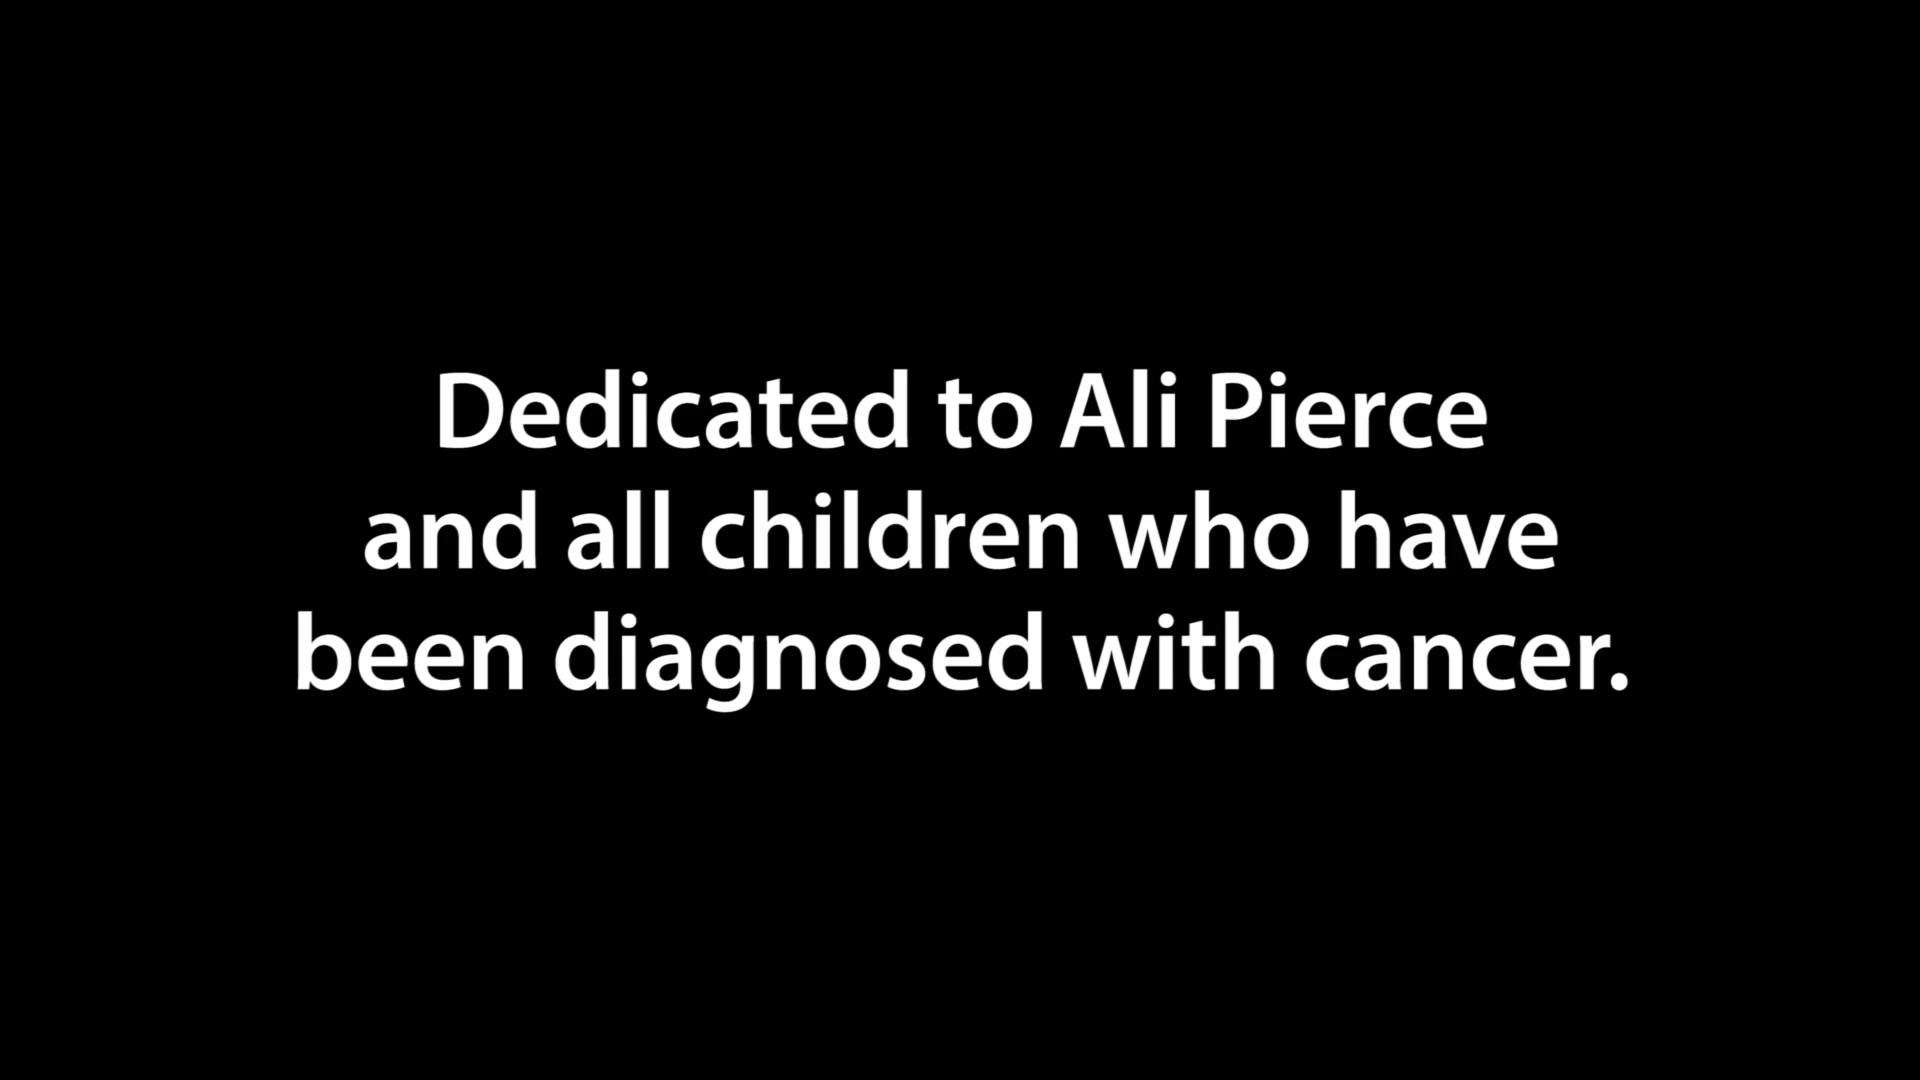 Dedicated to Ali Pierce
and all children who have
been diagnosed with cancer.